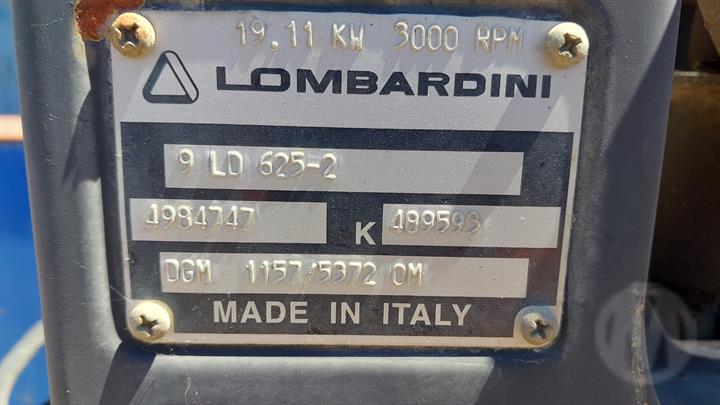 19,11 KW 3000 RPM
LOMBARDINI
9 LD 625-2
4984747 K 489593
DGM 1157/5372 OM
MADE IN ITALY